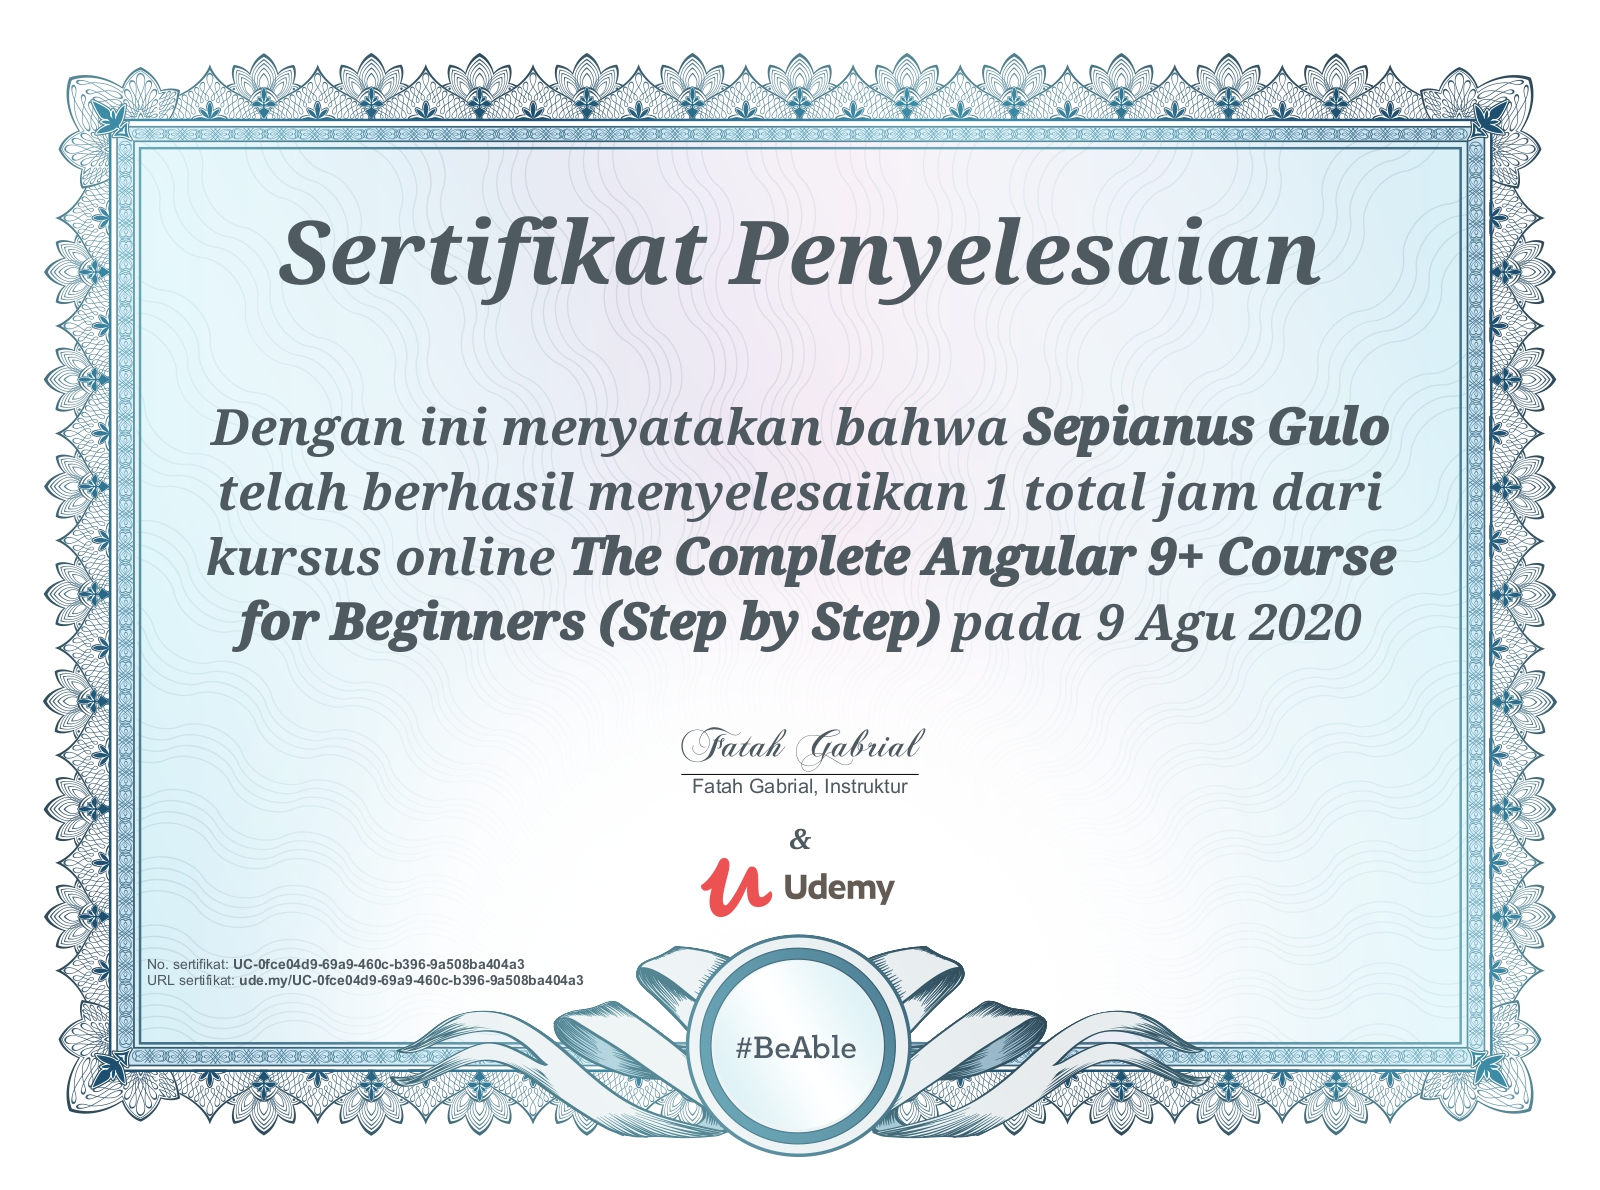 Sertifikat Penyelesaian
Dengan ini menyatakan bahwa Sepianus Gulo
telah berhasil menyelesaikan 1 total jam dari
kursus online The Complete Angular 9+ Course
for Beginners (Step by Step) pada 9 Agu 2020
Fatah Gabrial
Fatah Gabrial, Instruktur
&
Udemy
No. sertifikat: UC-0fce04d9-69a9-460c-b396-9a508ba404a3
URL sertifikat: ude.my/UC-0fce04d9-69a9-460c-b396-9a508ba404a3
#BeAble